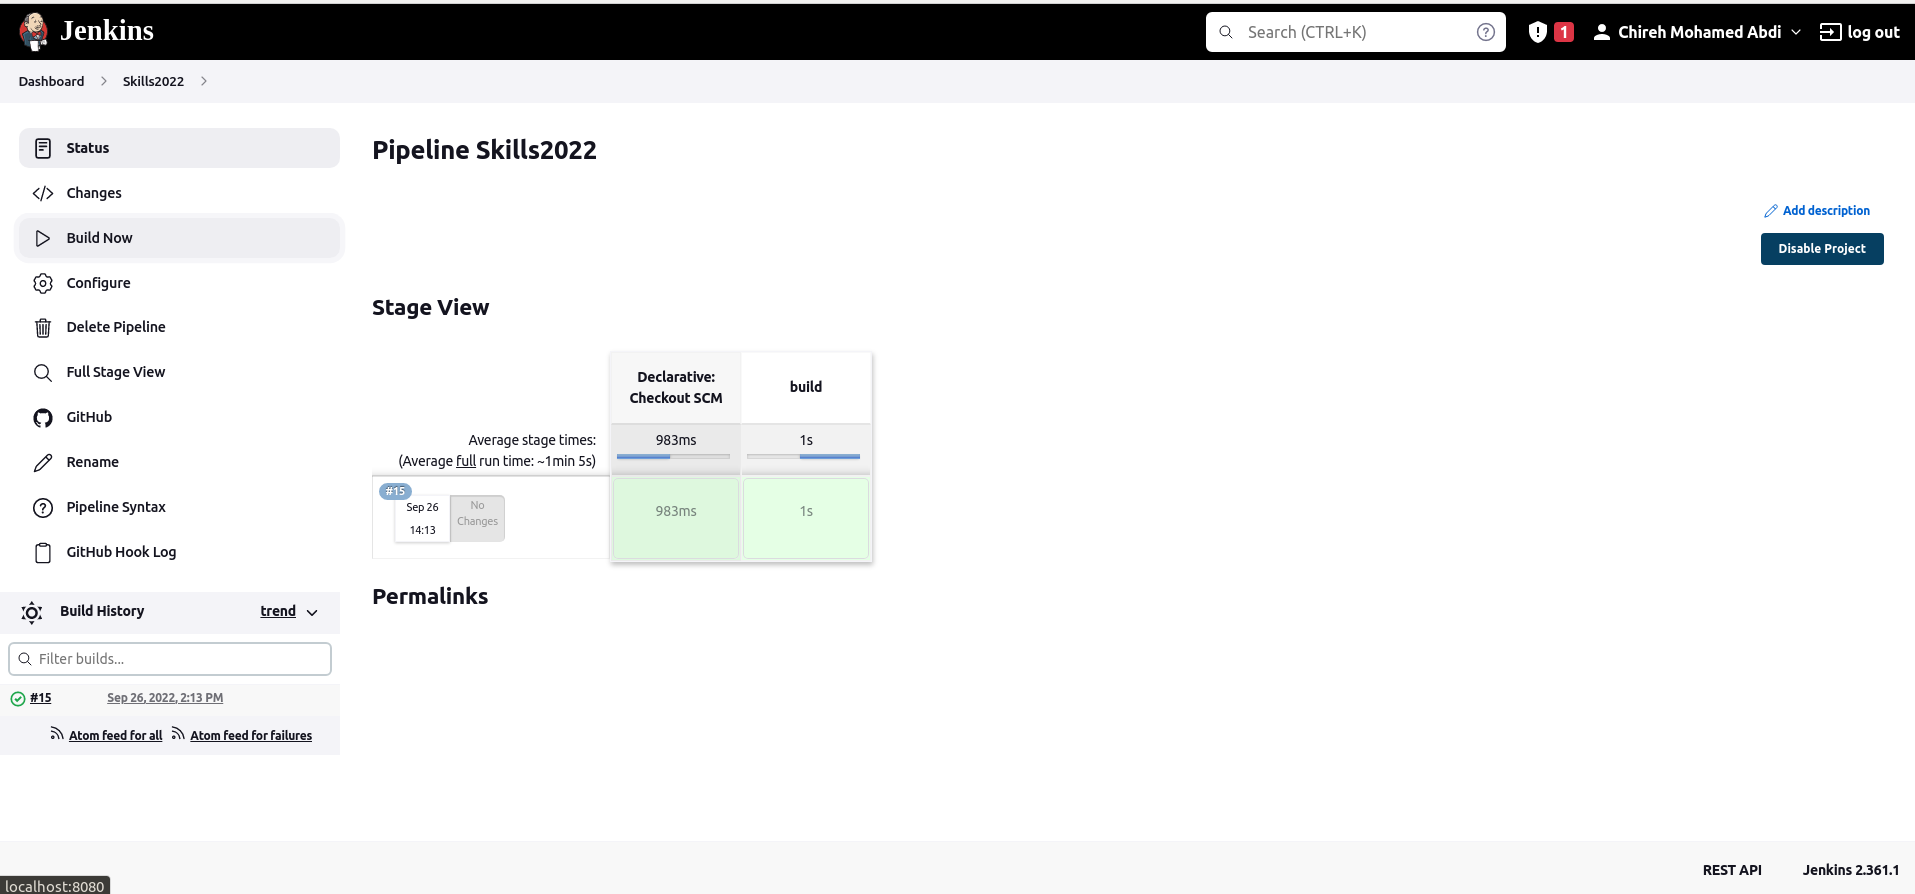 Jenkins
Search (CTRL+K)
1
Chireh Mohamed Abdi
log out
Dashboard
Skills2022
Status
Changes
Build Now
Configure
Delete Pipeline
Full Stage View
GitHub
Rename
Pipeline Syntax
GitHub Hook Log
Build History
trend
Filter builds...
#15 Sep 26, 2022, 2:13 PM
Atom feed for all Atom feed for failures
Pipeline Skills2022
Add description
Disable Project
Stage View
Declarative:
Checkout SCM
build
Average stage times:
(Average full run time: ~1min 5s)
983ms
1s
#15
Sep 26
14:13
No
Changes
983ms
1s
Permalinks
REST API
Jenkins 2.361.1
localhost:8080